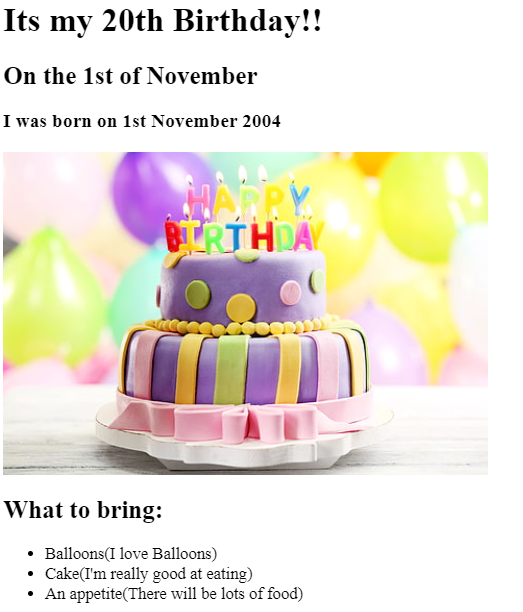 Its my 20th Birthday!!
On the 1st of November
I was born on 1st November 2004
HAPPY
BIRTHDAY
What to bring:
Balloons(I love Balloons)
Cake(I'm really good at eating)
An appetite(There will be lots of food)